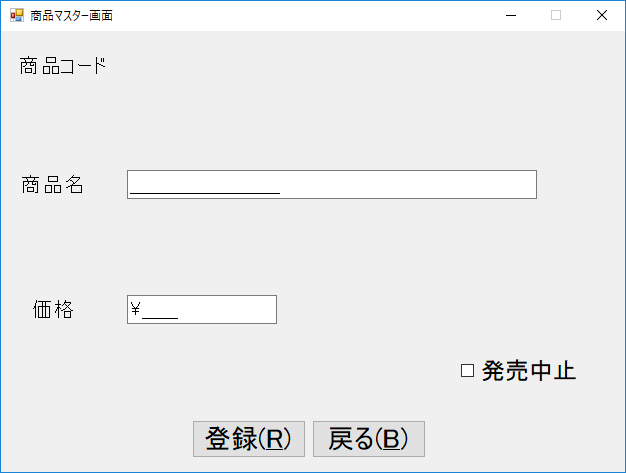 商品マスター画面
商品コード
商品名 _______________
価格 ¥____
発売中止
登録(R) 戻る(B)